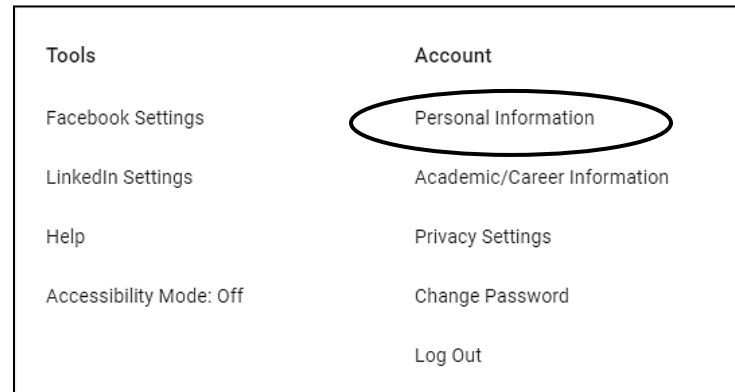 Tools
Facebook Settings
LinkedIn Settings
Help
Accessibility Mode: Off
Account
Personal Information
Academic/Career Information
Privacy Settings
Change Password
Log Out